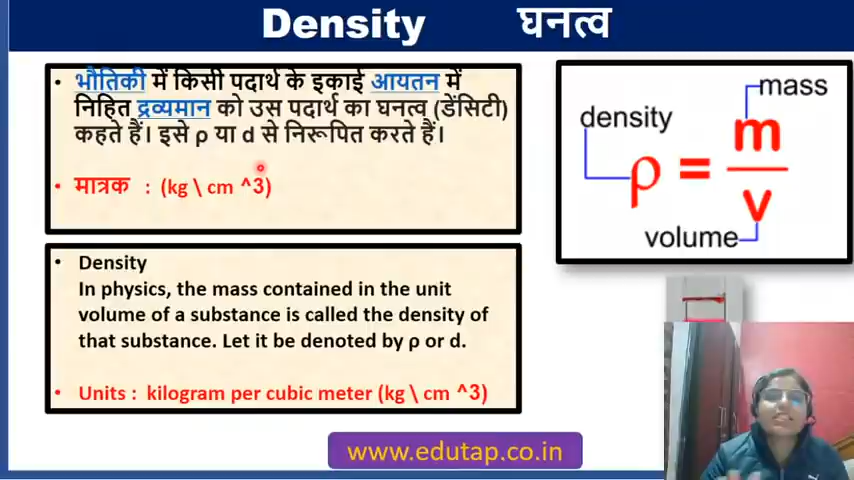 Density घनत्व
• भौतिकी में किसी पदार्थ के इकाई आयतन में
निहित द्रव्यमान को उस पदार्थ का घनत्व (डेंसिटी)
कहते हैं। इसे ρ या d से निरूपित करते हैं।
• मात्रक : (kg \ cm ^3)
• Density
In physics, the mass contained in the unit
volume of a substance is called the density of
that substance. Let it be denoted by ρ or d.
• Units : kilogram per cubic meter (kg \ cm ^3)
mass
density
ρ = m
v
volume
www.edutap.co.in